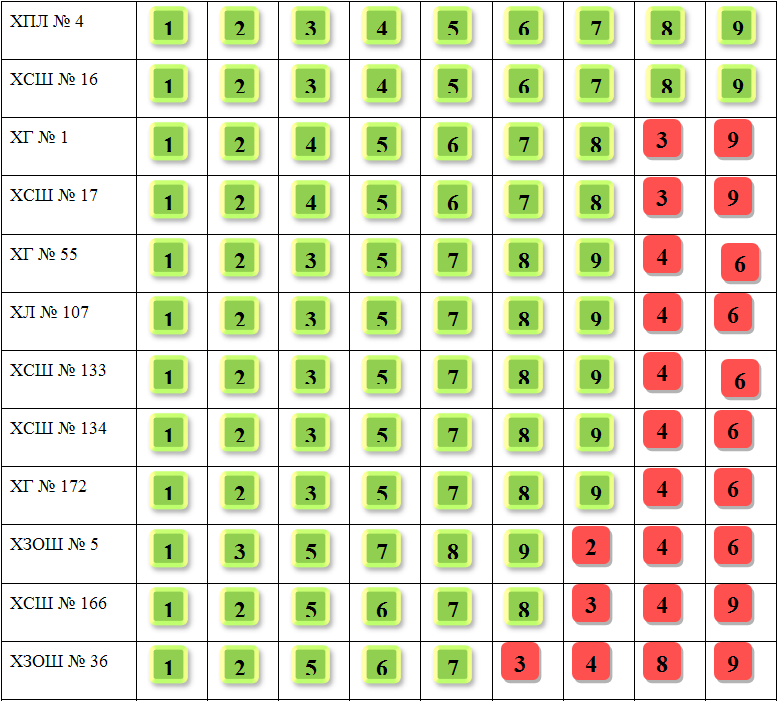 ХПЛ № 4 1 2 3 4 5 6 7 8 9
ХСШ № 16 1 2 3 4 5 6 7 8 9
ХГ № 1 1 2 4 5 6 7 8 3 9
ХСШ № 17 1 2 4 5 6 7 8 3 9
ХГ № 55 1 2 3 5 7 8 9 4 6
ХЛ № 107 1 2 3 5 7 8 9 4 6
ХСШ № 133 1 2 3 5 7 8 9 4 6
ХСШ № 134 1 2 3 5 7 8 9 4 6
ХГ № 172 1 2 3 5 7 8 9 4 6
ХЗОШ № 5 1 3 5 7 8 9 2 4 6
ХСШ № 166 1 2 5 6 7 8 3 4 9
ХЗОШ № 36 1 2 5 6 7 3 4 8 9